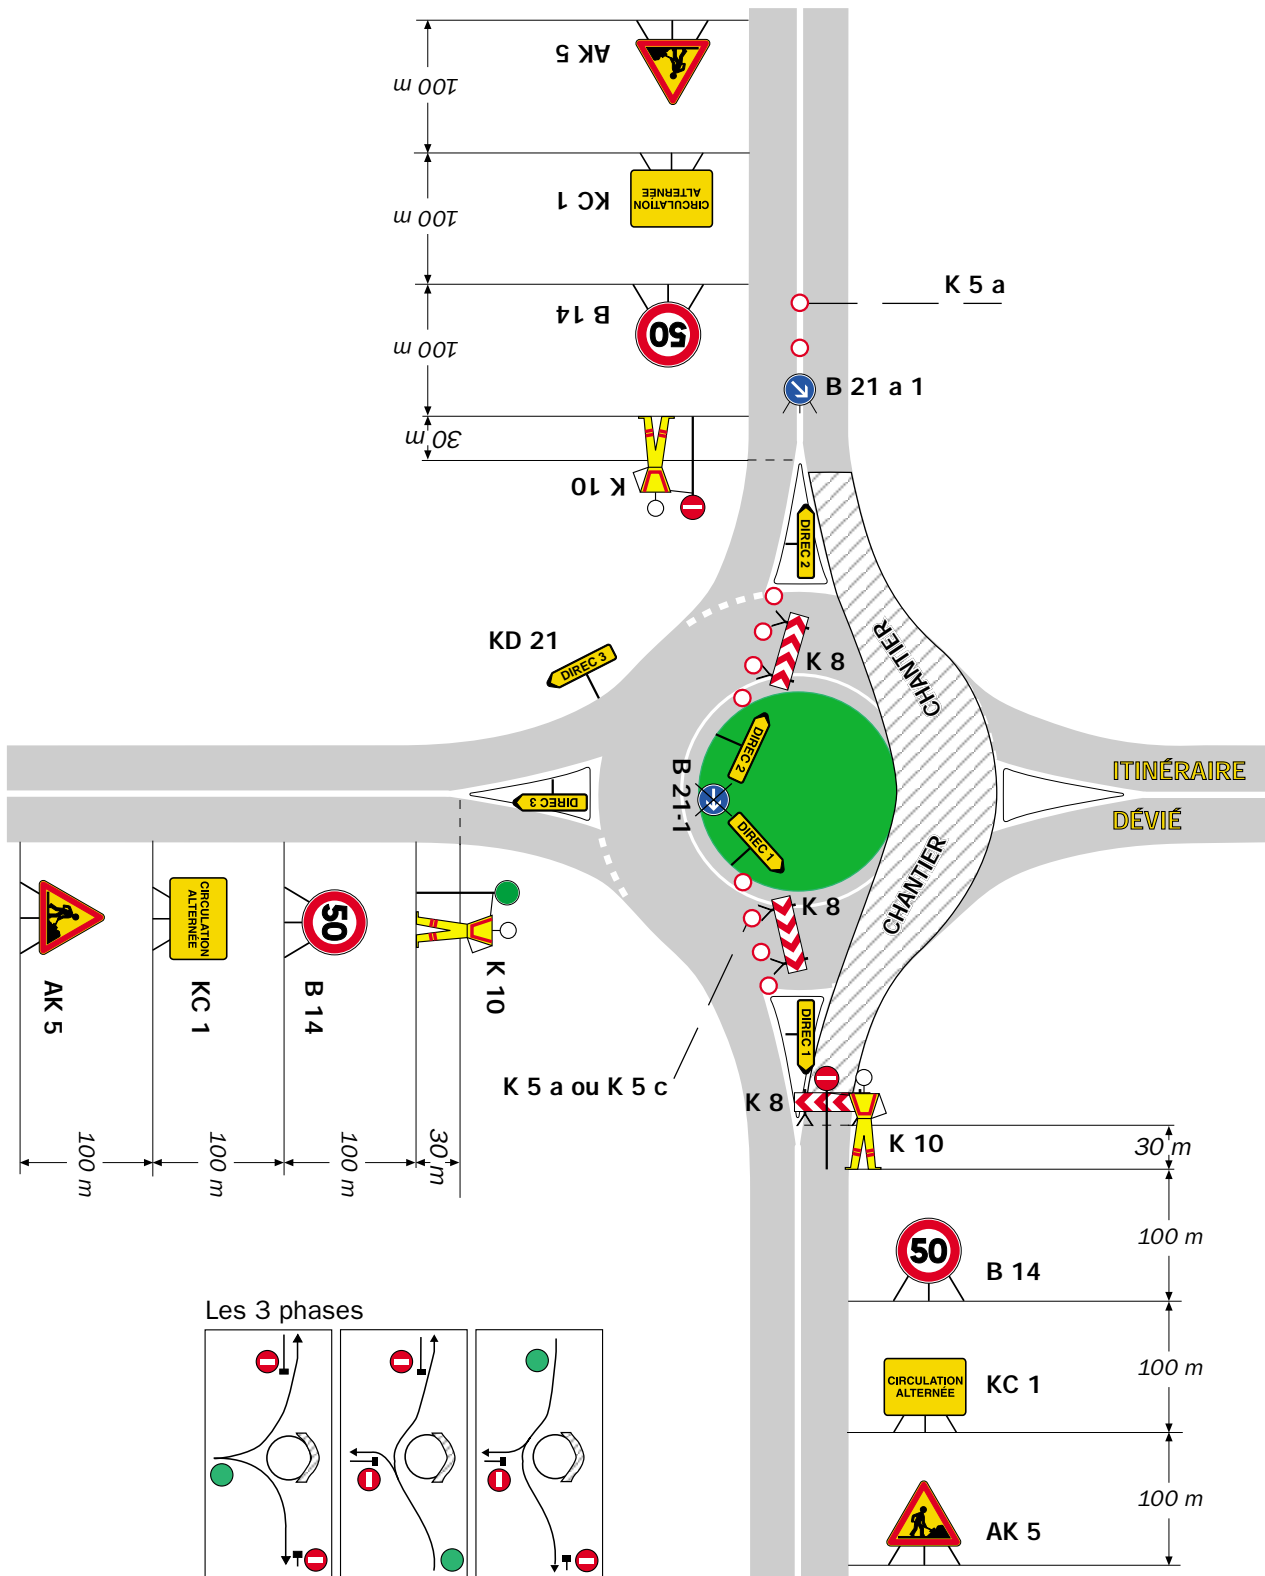 AK 5
100 m
CIRCULATION
ALTERNÉE
KC 1
100 m
K 5 a
50
B 14
100 m
B 21 a 1
30 m
K 10
DIREC 2
KD 21
DIREC 3
K 8
CHANTIER
DIREC 2
B 21-1
ITINÉRAIRE
DÉVIÉ
DIREC 3
DIREC 1
CHANTIER
K 8
CIRCULATION
ALTERNÉE
50
K 10
AK 5
KC 1
B 14
DIREC 1
K 5 a ou K 5 c
K 8
K 10
30 m
100 m
100 m
100 m
30 m
50
B 14
100 m
Les 3 phases
CIRCULATION
ALTERNÉE
KC 1
100 m
AK 5
100 m